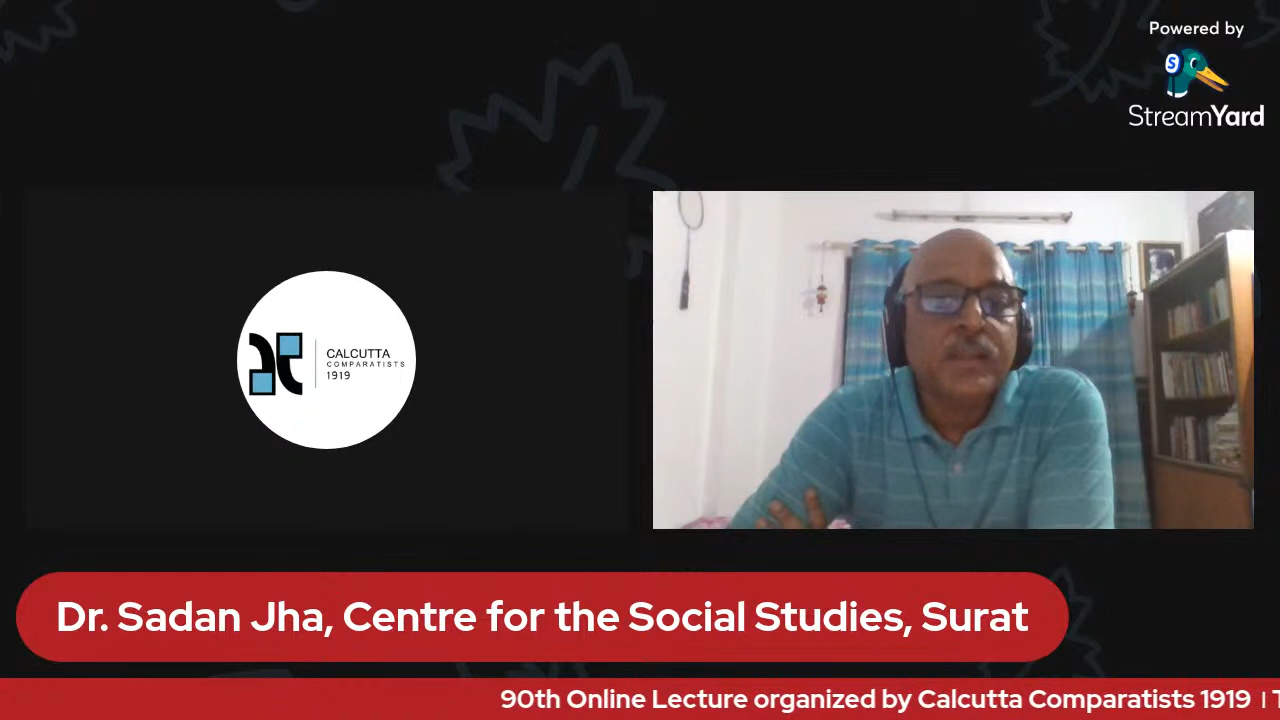 Powered by
S
StreamYard
CALCUTTA
COMPARATISTS
1919
Dr. Sadan Jha, Centre for the Social Studies, Surat
90th Online Lecture organized by Calcutta Comparatists 1919 | T